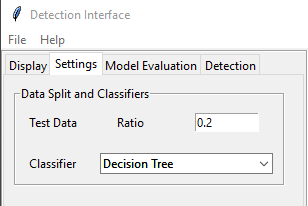 Detection Interface
File Help
Display Settings Model Evaluation Detection
Data Split and Classifiers
Test Data Ratio 0.2
Classifier Decision Tree